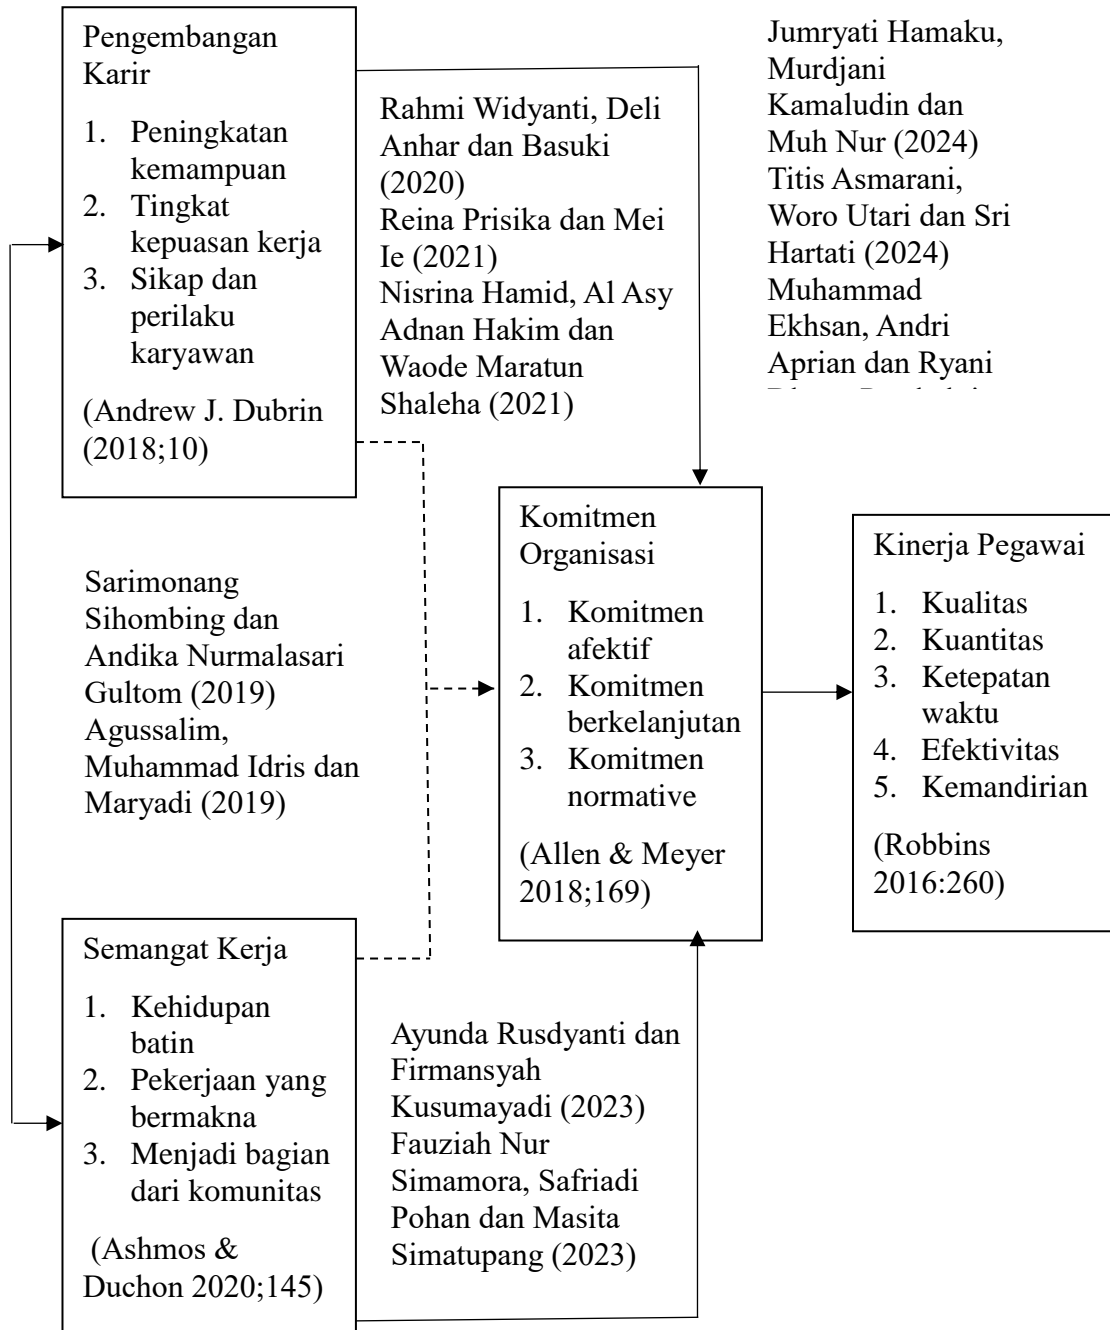 Pengembangan
Karir
1. Peningkatan
kemampuan
2. Tingkat
kepuasan kerja
3. Sikap dan
perilaku
karyawan
(Andrew J. Dubrin
(2018;10)
Rahmi Widyanti, Deli
Anhar dan Basuki
(2020)
Reina Prisika dan Mei
Ie (2021)
Nisrina Hamid, Al Asy
Adnan Hakim dan
Waode Maratun
Shaleha (2021)
Jumryati Hamaku,
Murdjani
Kamaludin dan
Muh Nur (2024)
Titis Asmarani,
Woro Utari dan Sri
Hartati (2024)
Muhammad
Ekhsan, Andri
Aprian dan Ryani
Sarimonang
Sihombing dan
Andika Nurmalasari
Gultom (2019)
Agussalim,
Muhammad Idris dan
Maryadi (2019)
Komitmen
Organisasi
1. Komitmen
afektif
2. Komitmen
berkelanjutan
3. Komitmen
normative
(Allen & Meyer
2018;169)
Kinerja Pegawai
1. Kualitas
2. Kuantitas
3. Ketepatan
waktu
4. Efektivitas
5. Kemandirian
(Robbins
2016:260)
Semangat Kerja
1. Kehidupan
batin
2. Pekerjaan yang
bermakna
3. Menjadi bagian
dari komunitas
(Ashmos &
Duchon 2020;145)
Ayunda Rusdyanti dan
Firmansyah
Kusumayadi (2023)
Fauziah Nur
Simamora, Safriadi
Pohan dan Masita
Simatupang (2023)